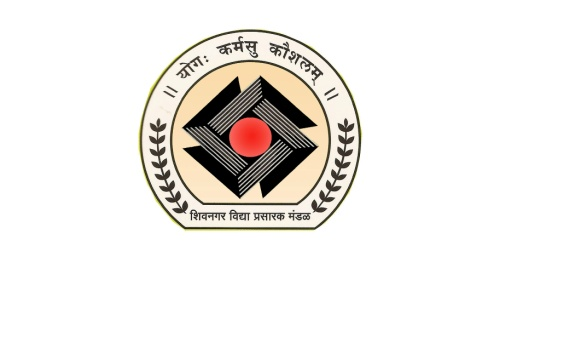 ॥ योगः कर्मसु कौशलम् ॥
शिवनगर विद्या प्रसारक मंडळ